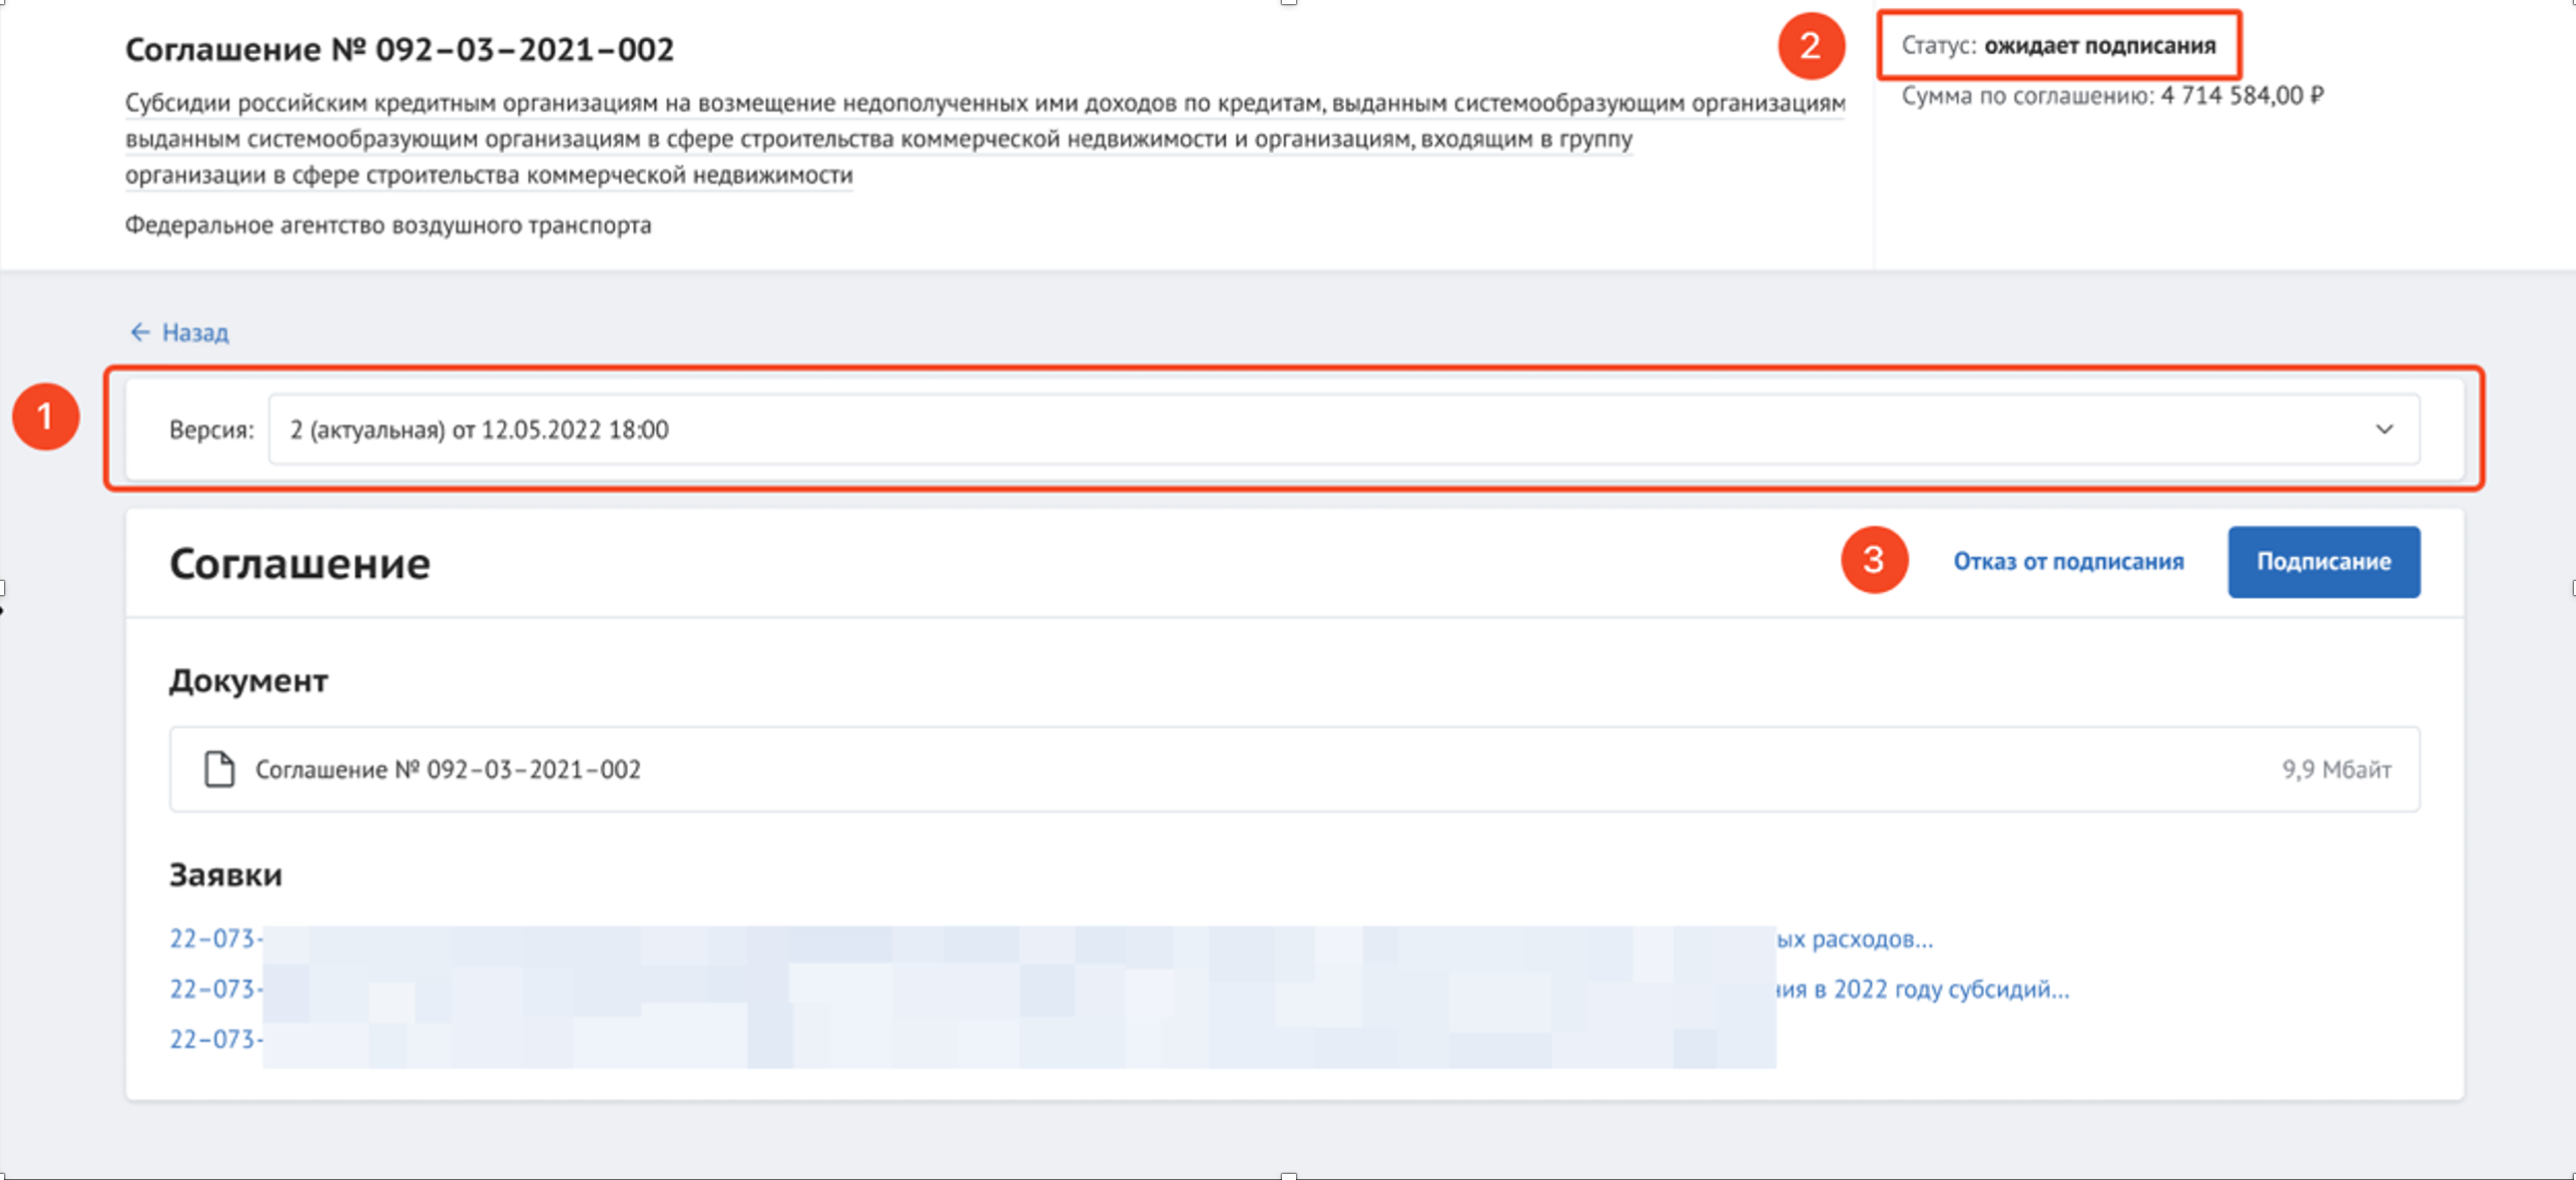 Соглашение № 092–03–2021–002
2
Статус: ожидает подписания
Сумма по соглашению: 4 714 584,00 ₽
Субсидии российским кредитным организациям на возмещение недополученных ими доходов по кредитам, выданным системообразующим организациям
выданным системообразующим организациям в сфере строительства коммерческой недвижимости и организациям, входящим в группу
организации в сфере строительства коммерческой недвижимости
Федеральное агентство воздушного транспорта
← Назад
1
Версия: 2 (актуальная) от 12.05.2022 18:00
Соглашение
3
Отказ от подписания
Подписание
Документ
Соглашение № 092–03–2021–002 9,9 Мбайт
Заявки
22–073- ых расходов...
22–073- в 2022 году субсидий...
22–073-